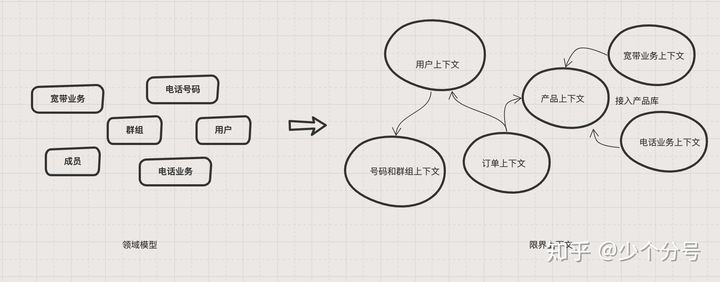 宽带业务
电话号码
群组
用户
成员
电话业务
领域模型
用户上下文
宽带业务上下文
产品上下文
接入产品库
电话业务上下文
号码和群组上下文
订单上下文
限界上下文
知乎 @少个分号